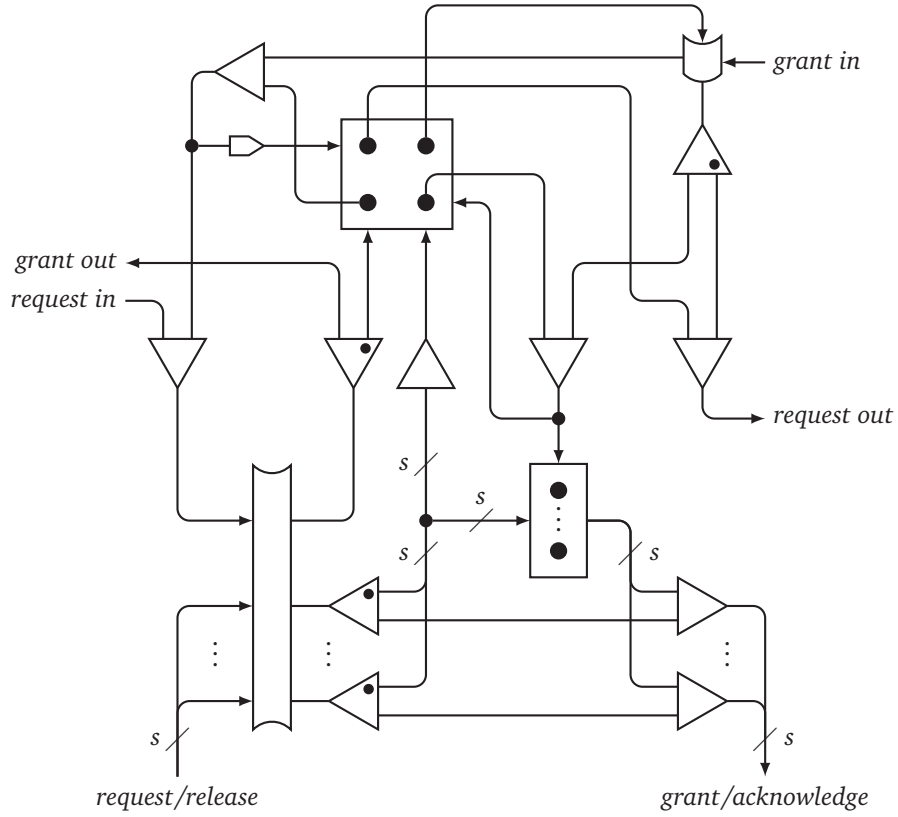 grant in
grant out
request in
request out
s
s
s
s
s
s
request/release
grant/acknowledge